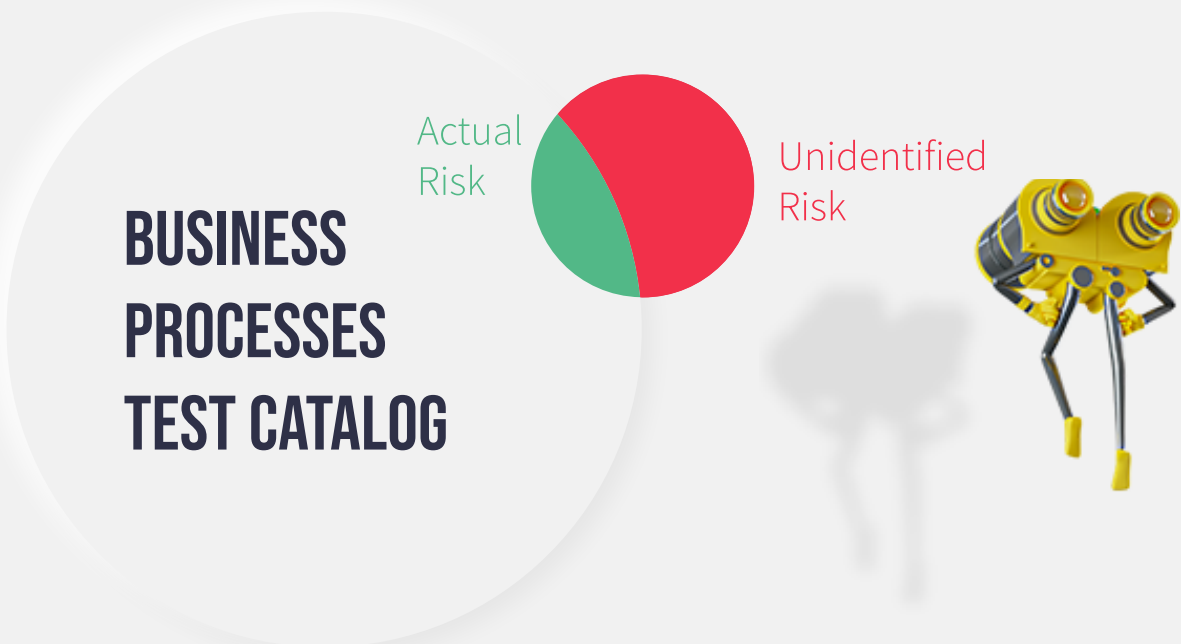 BUSINESS
PROCESSES
TEST CATALOG
Actual
Risk
Unidentified
Risk